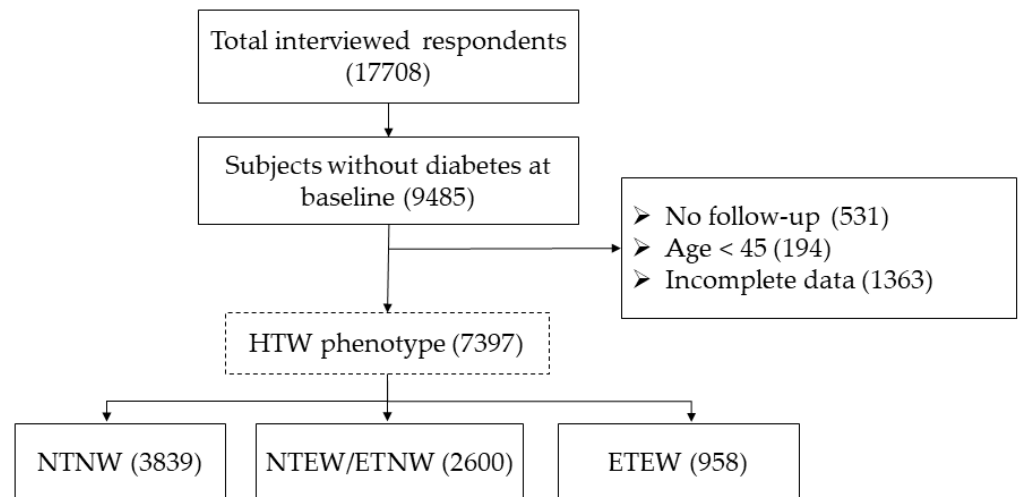 Total interviewed respondents
(17708)
Subjects without diabetes at
baseline (9485)
➢ No follow-up (531)
➢ Age < 45 (194)
➢ Incomplete data (1363)
HTW phenotype (7397)
NTNW (3839)
NTEW/ETNW (2600)
ETEW (958)